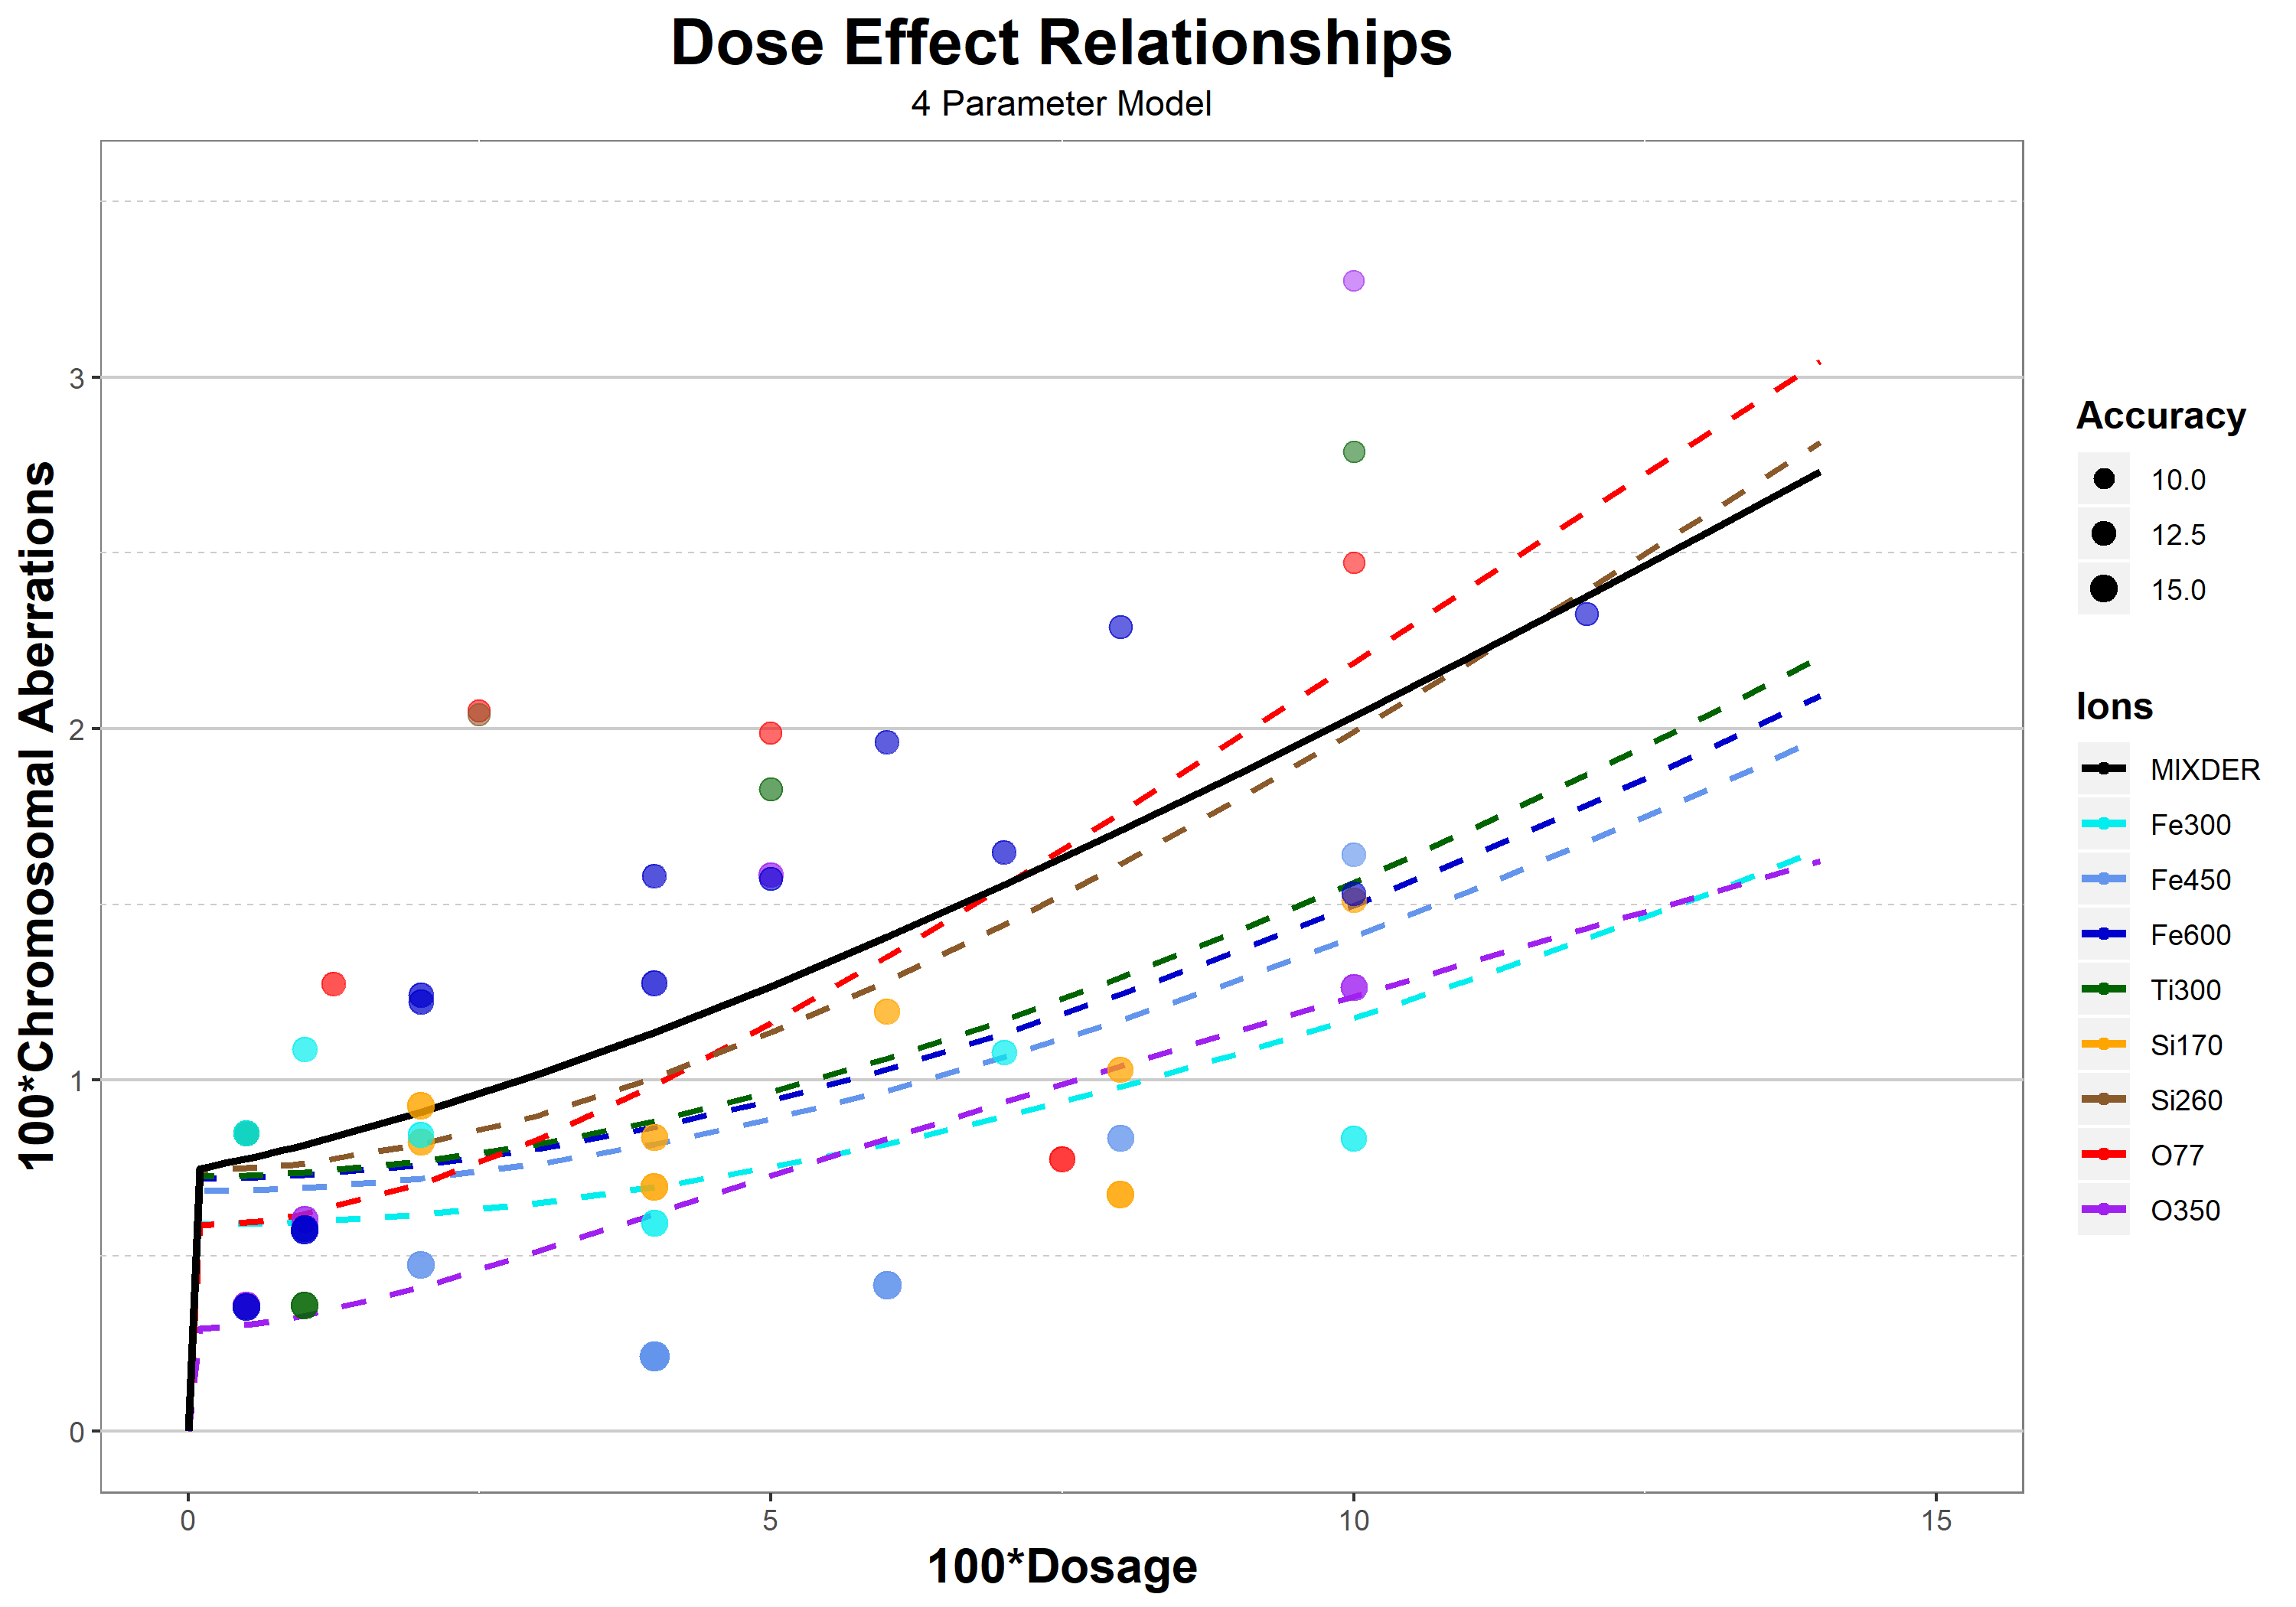 Dose Effect Relationships
4 Parameter Model
100*Chromosomal Aberrations
3
2
1
0
0 5 10 15
100*Dosage
Accuracy
10.0
12.5
15.0
Ions
MIXDER
Fe300
Fe450
Fe600
Ti300
Si170
Si260
O77
O350